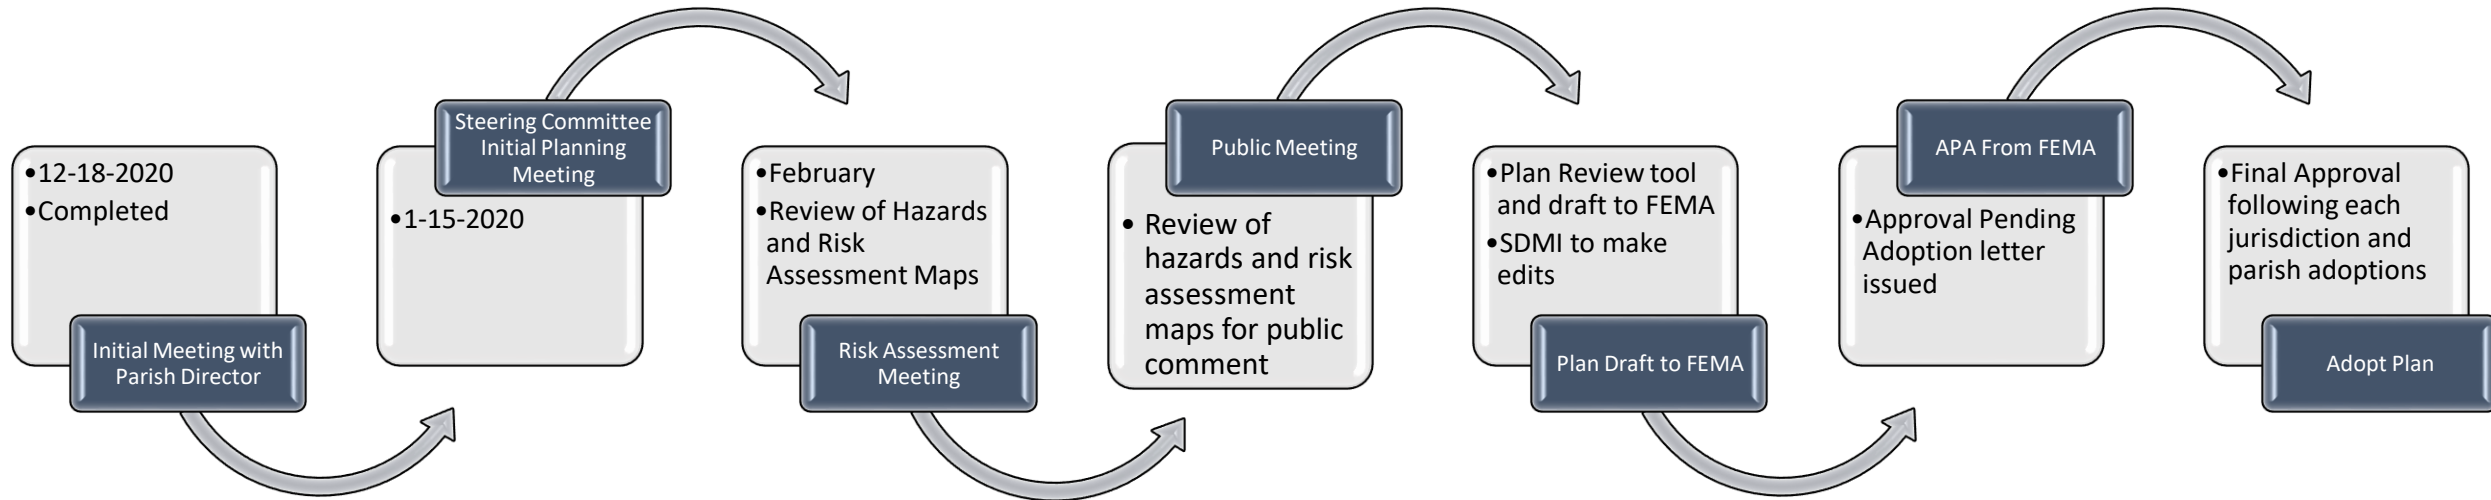 •12-18-2020
•Completed
Initial Meeting with
Parish Director
Steering Committee
Initial Planning
Meeting
•1-15-2020
•February
•Review of Hazards
and Risk
Assessment Maps
Risk Assessment
Meeting
Public Meeting
• Review of
hazards and risk
assessment
maps for public
comment
•Plan Review tool
and draft to FEMA
•SDMI to make
edits
Plan Draft to FEMA
APA From FEMA
•Approval Pending
Adoption letter
issued
•Final Approval
following each
jurisdiction and
parish adoptions
Adopt Plan